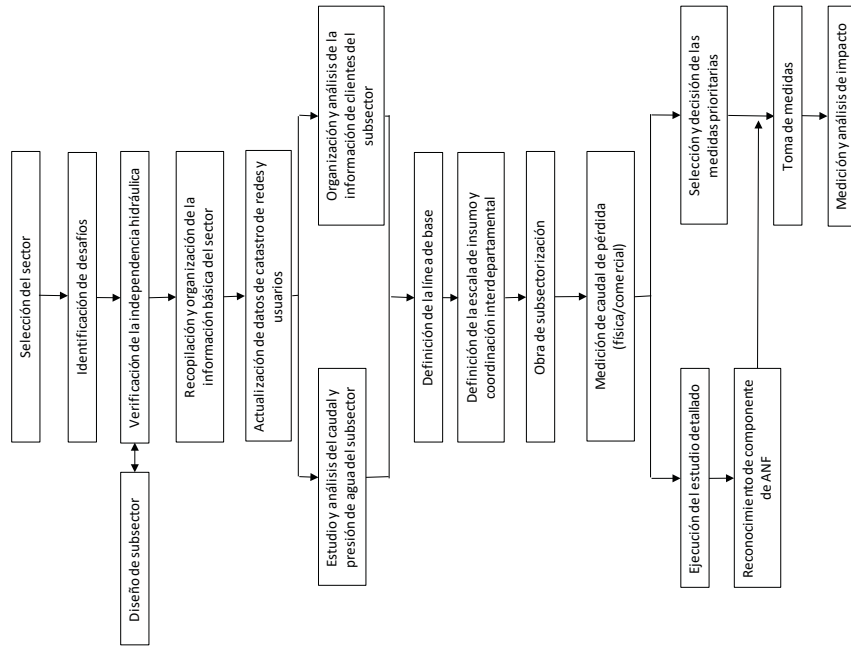 Selección del sector
Identificación de desafíos
Diseño de subsector
Verificación de la independencia hidráulica
Recopilación y organización de la
información básica del sector
Actualización de datos de catastro de redes y
usuarios
Estudio y análisis del caudal y
presión de agua del subsector
Organización y análisis de la
información de clientes del
subsector
Definición de la línea de base
Definición de la escala de insumo y
coordinación interdepartamental
Obra de subsectorización
Medición de caudal de pérdida
(física/comercial)
Ejecución del estudio detallado
Reconocimiento de componente
de ANF
Selección y decisión de las
medidas prioritarias
Toma de medidas
Medición y análisis de impacto